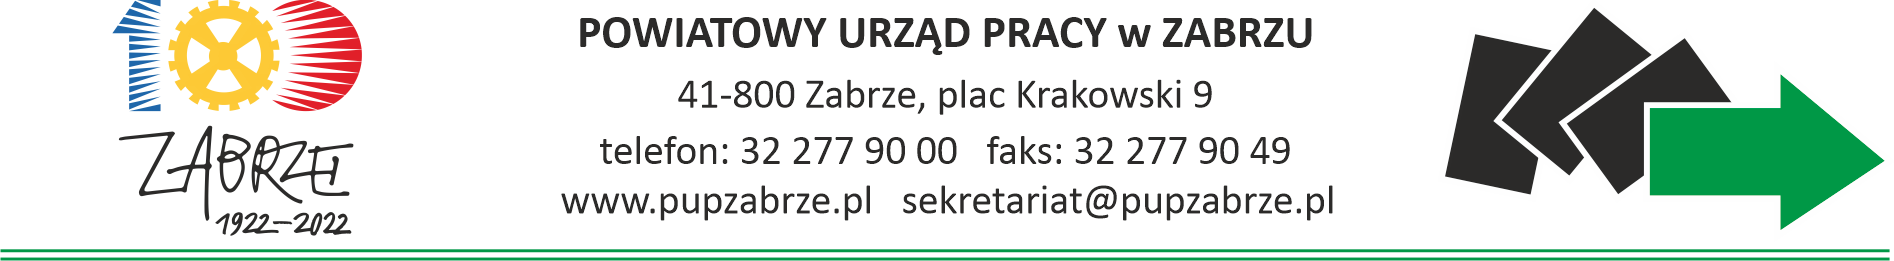 100
ZABRZE
1922-2022
POWIATOWY URZĄD PRACY w ZABRZU
41-800 Zabrze, plac Krakowski 9
telefon: 32 277 90 00 faks: 32 277 90 49
www.pupzabrze.pl sekretariat@pupzabrze.pl